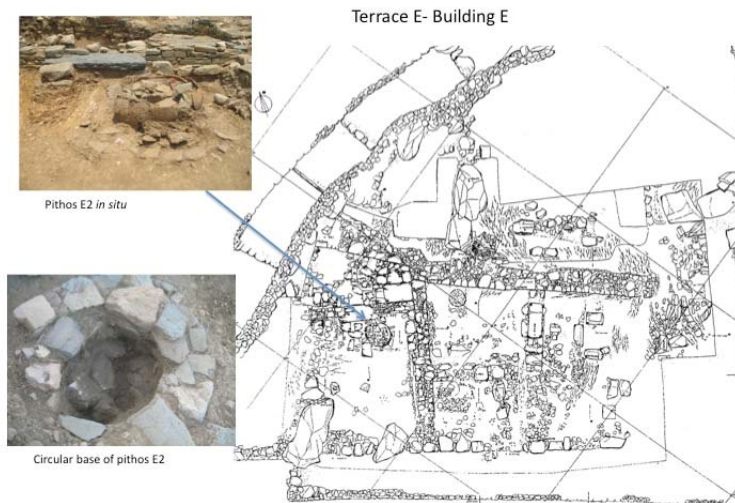 Terrace E- Building E
Pithos E2 in situ
Circular base of pithos E2